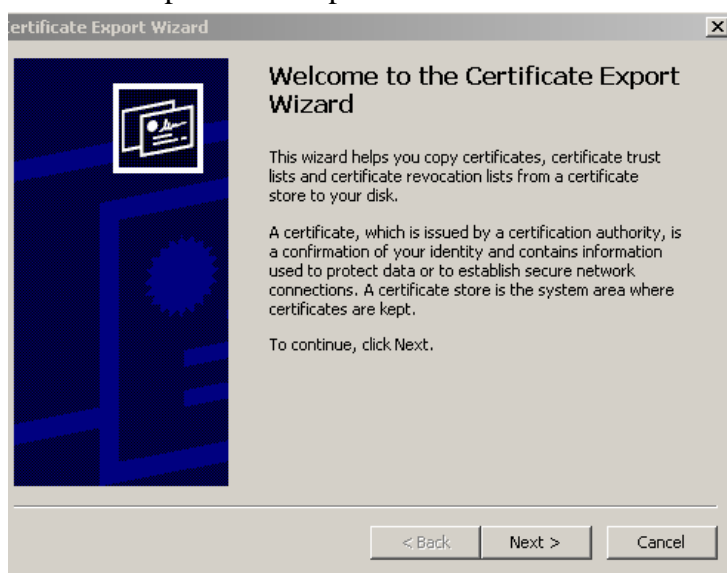 Certificate Export Wizard
Welcome to the Certificate Export
Wizard
This wizard helps you copy certificates, certificate trust
lists and certificate revocation lists from a certificate
store to your disk.
A certificate, which is issued by a certification authority, is
a confirmation of your identity and contains information
used to protect data or to establish secure network
connections. A certificate store is the system area where
certificates are kept.
To continue, click Next.
< Back
Next >
Cancel